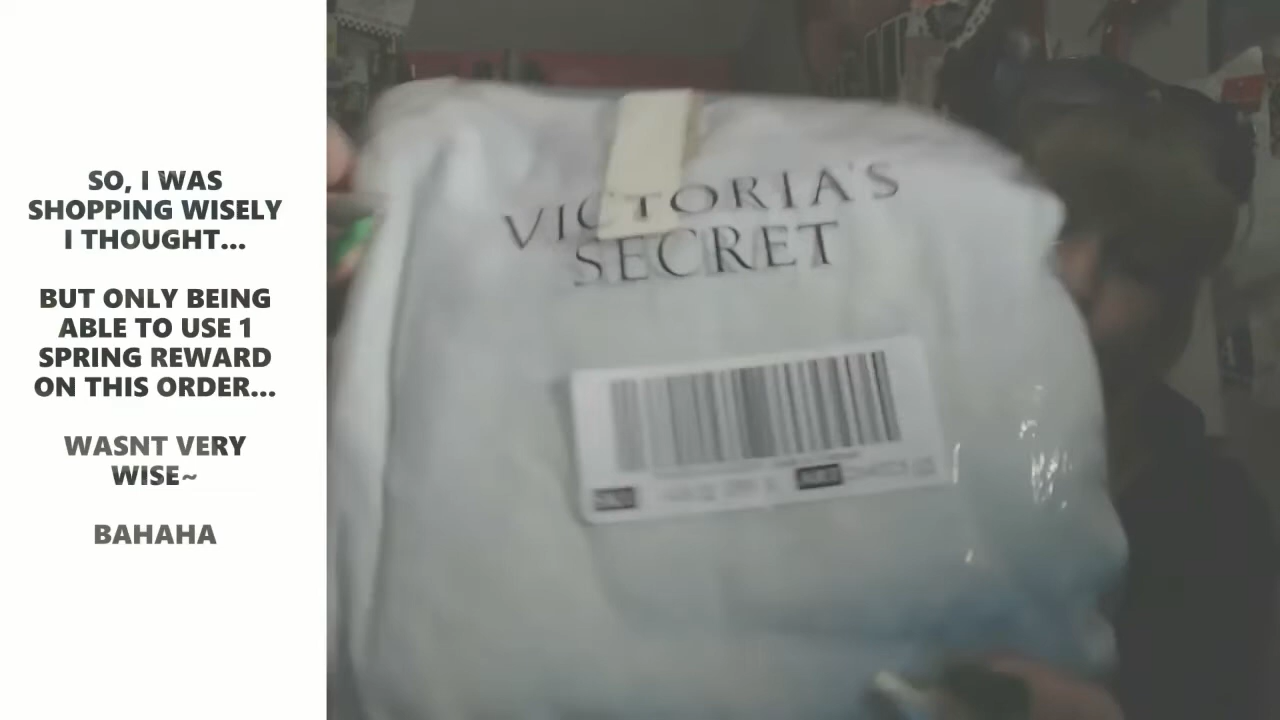 SO, I WAS
SHOPPING WISELY
I THOUGHT...
BUT ONLY BEING
ABLE TO USE 1
SPRING REWARD
ON THIS ORDER...
WASNT VERY
WISE~
BAHAHA
VICTORIA'S
SECRET
SKU